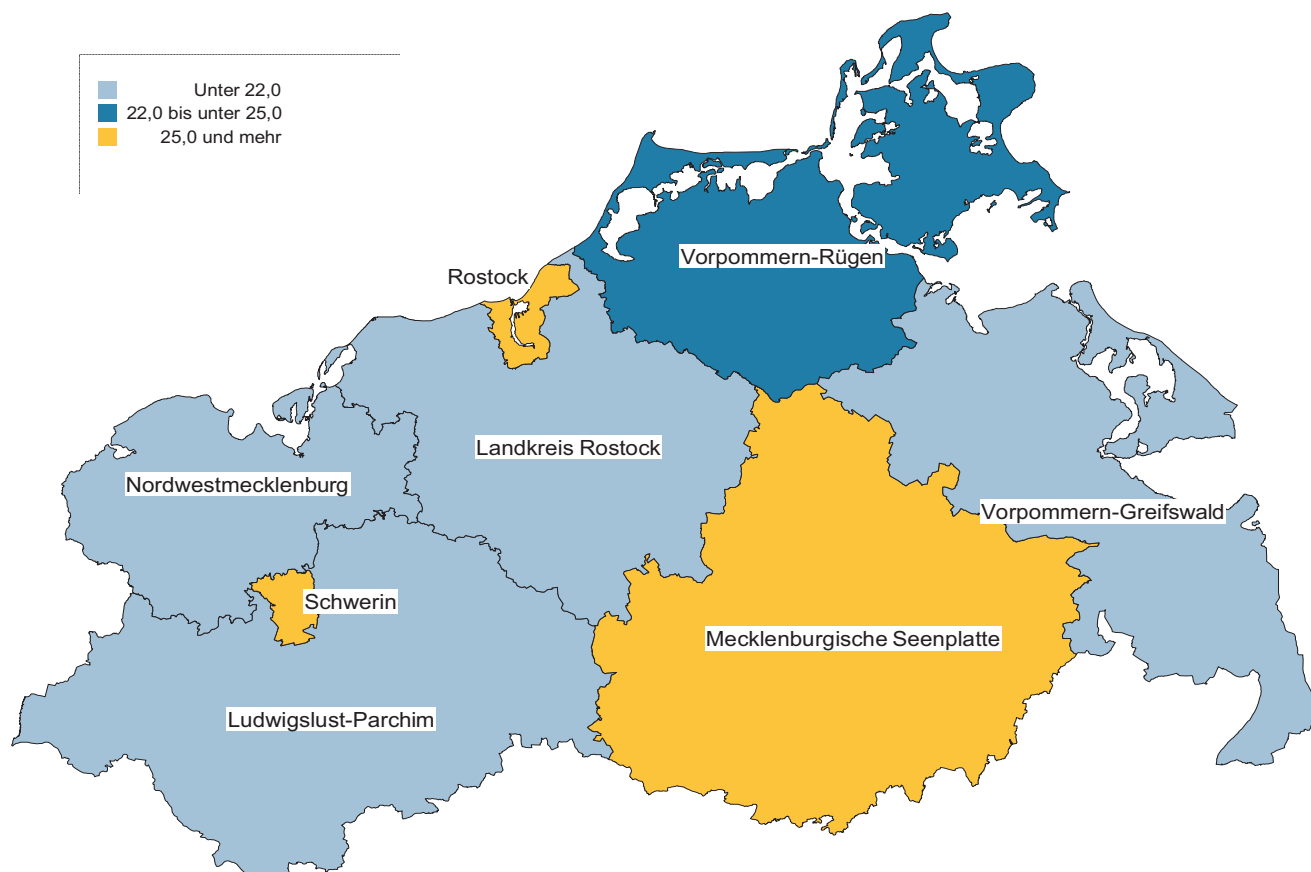 Unter 22,0
22,0 bis unter 25,0
25,0 und mehr
Vorpommern-Rügen
Rostock
Landkreis Rostock
Nordwestmecklenburg
Vorpommern-Greifswald
Schwerin
Mecklenburgische Seenplatte
Ludwigslust-Parchim